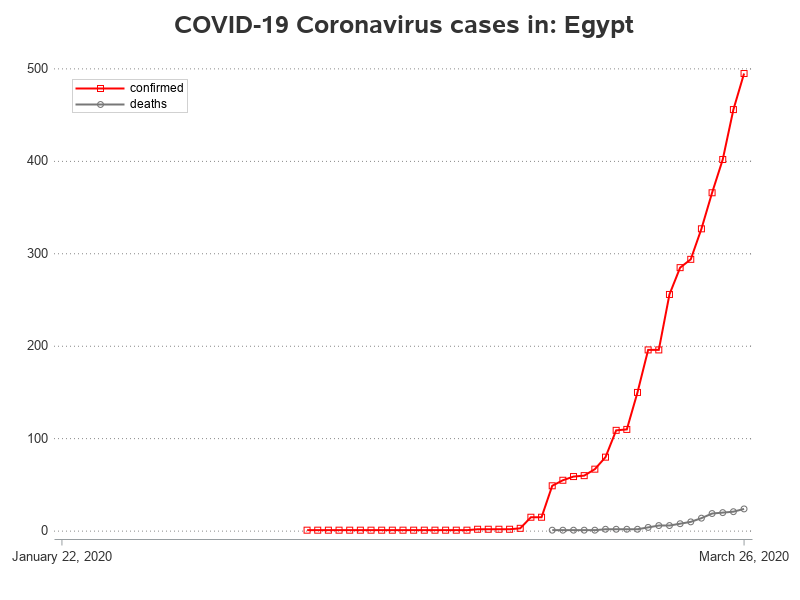 COVID-19 Coronavirus cases in: Egypt
500
confirmed
deaths
400
300
200
100
0
January 22, 2020
March 26, 2020